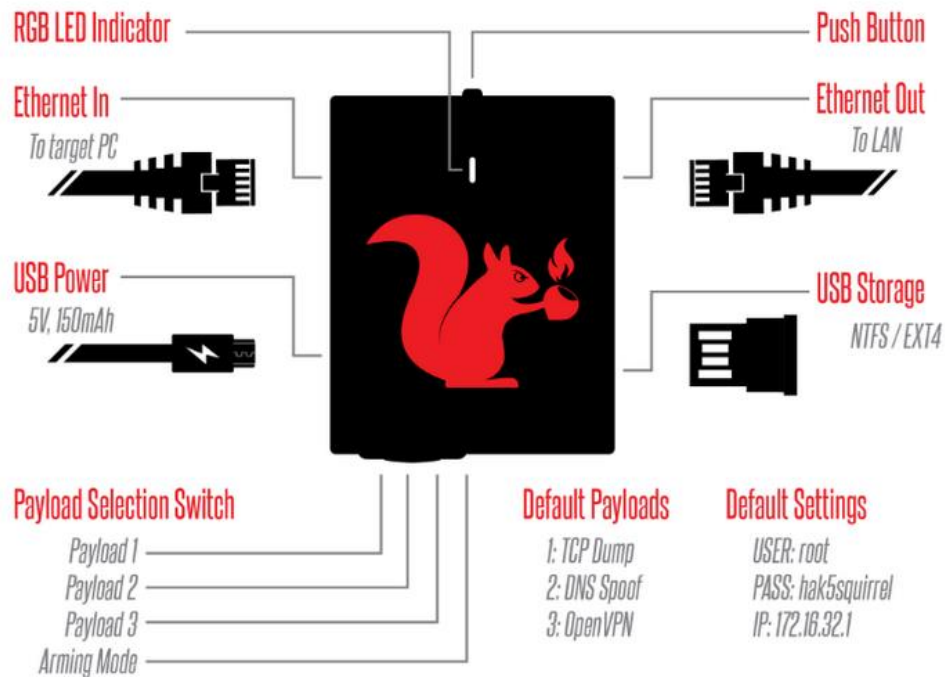 RGB LED Indicator
Push Button
Ethernet In
To target PC
Ethernet Out
To LAN
USB Power
5V, 150mAh
USB Storage
NTFS / EXT4
Payload Selection Switch
Payload 1
Payload 2
Payload 3
Arming Mode
Default Payloads
1: TCP Dump
2: DNS Spoof
3: OpenVPN
Default Settings
USER: root
PASS: hak5squirrel
IP: 172.16.32.1